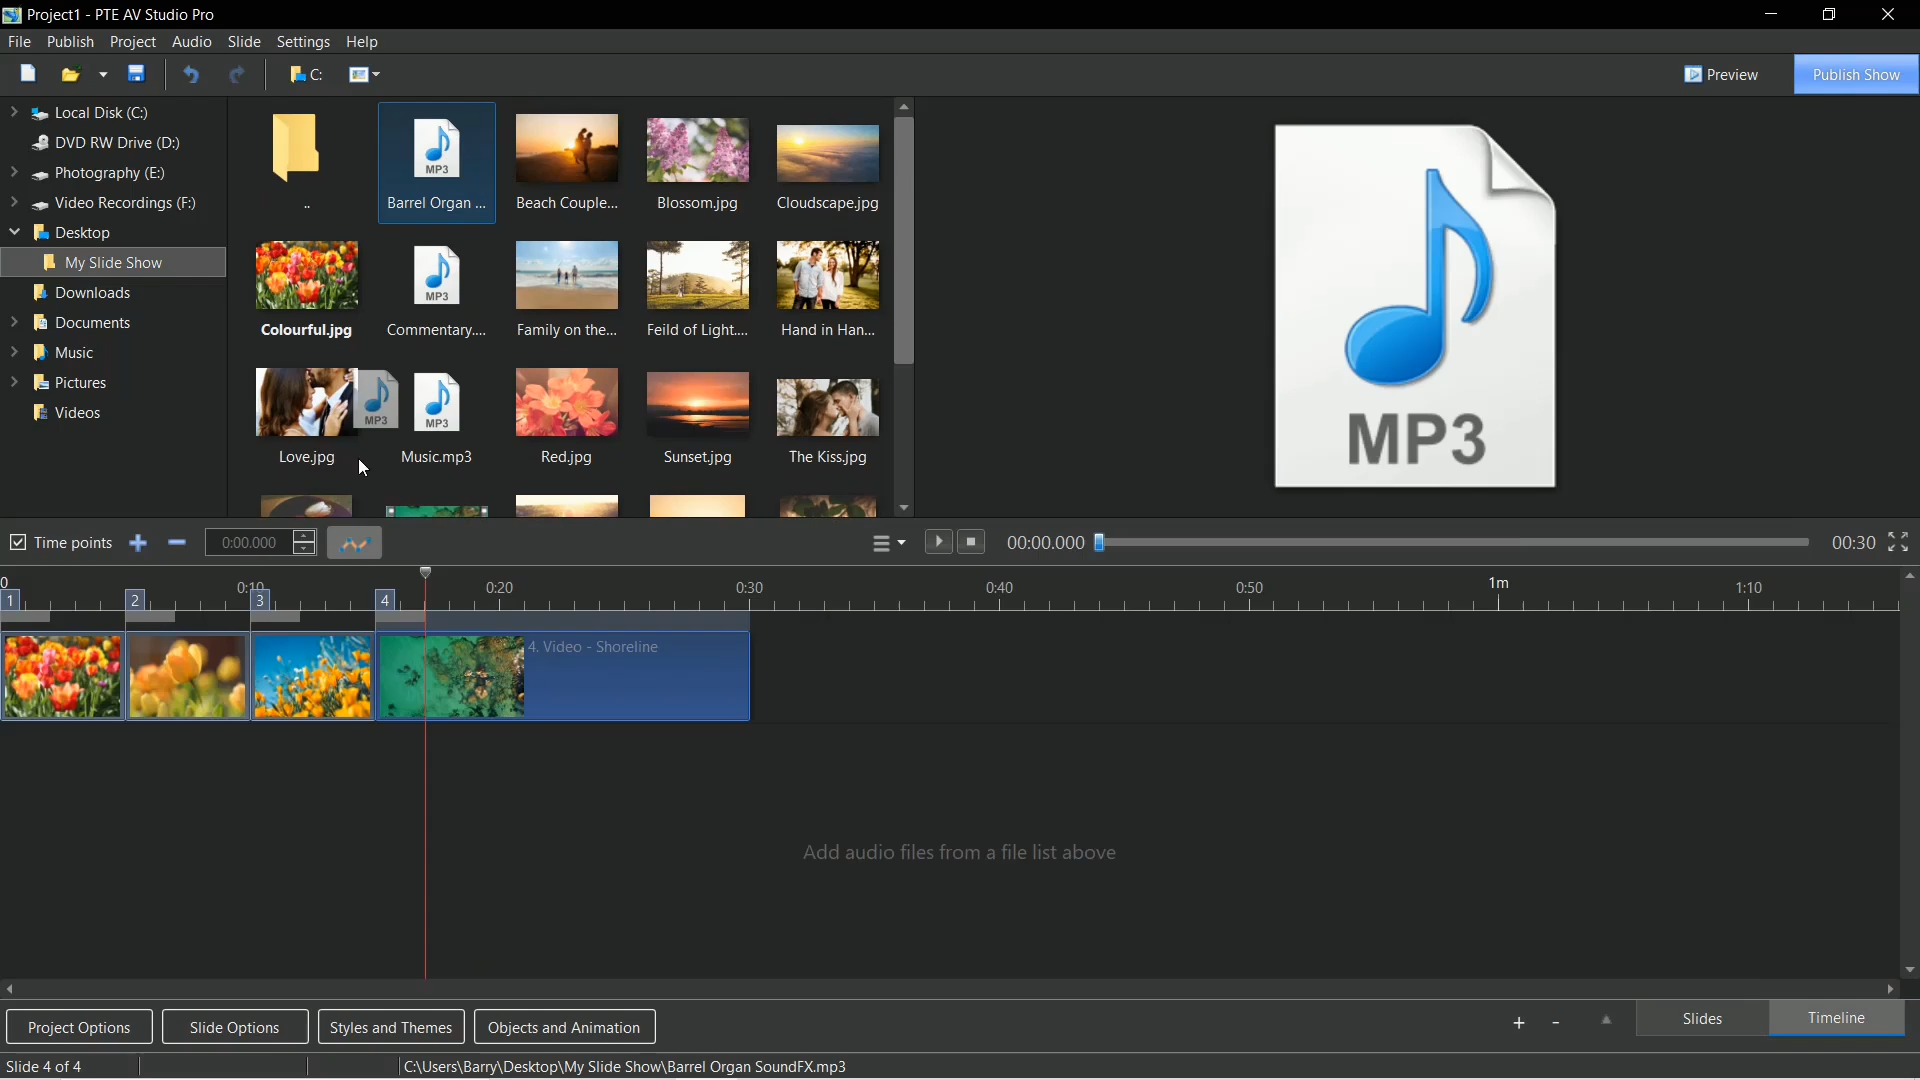 Project1 - PTE AV Studio Pro
File Publish Project Audio Slide Settings Help
C:
Preview
Publish Show
Local Disk (C:)
DVD RW Drive (D:)
Photography (E:)
Video Recordings (F:)
Desktop
My Slide Show
Downloads
Documents
Music
Pictures
Videos
..
MP3
Barrel Organ ...
Beach Couple...
Blossom.jpg
Cloudscape.jpg
Colourful.jpg
MP3
Commentary....
Family on the...
Feild of Light....
Hand in Han...
Love.jpg
MP3
MP3
Music.mp3
Red.jpg
Sunset.jpg
The Kiss.jpg
MP3
Time points
0:00.000
00:00.000
00:30
0 0:10 0:20 0:30 0:40 0:50 1m 1:10
1 2 3 4
4. Video - Shoreline
Add audio files from a file list above
Project Options
Slide Options
Styles and Themes
Objects and Animation
+ -
Slides
Timeline
Slide 4 of 4
C:\Users\Barry\Desktop\My Slide Show\Barrel Organ SoundFX.mp3